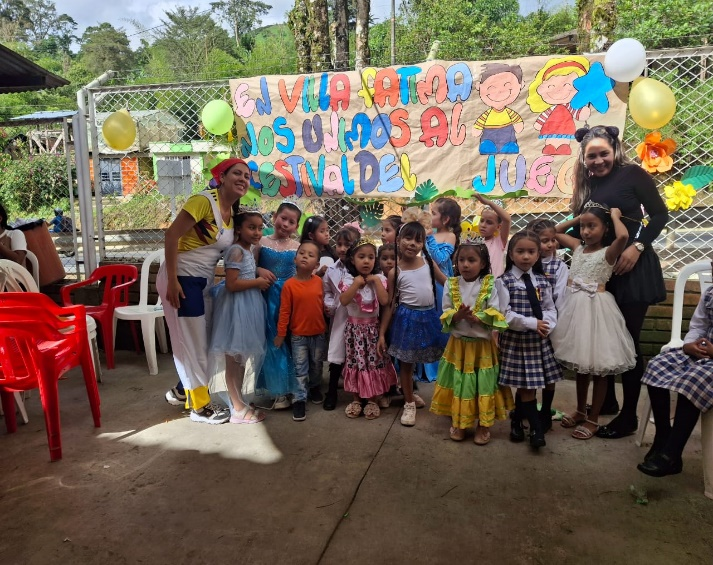 EN VILLA FATIMA
NOS UNIMOS AL
FESTIVAL DEL JUEGO